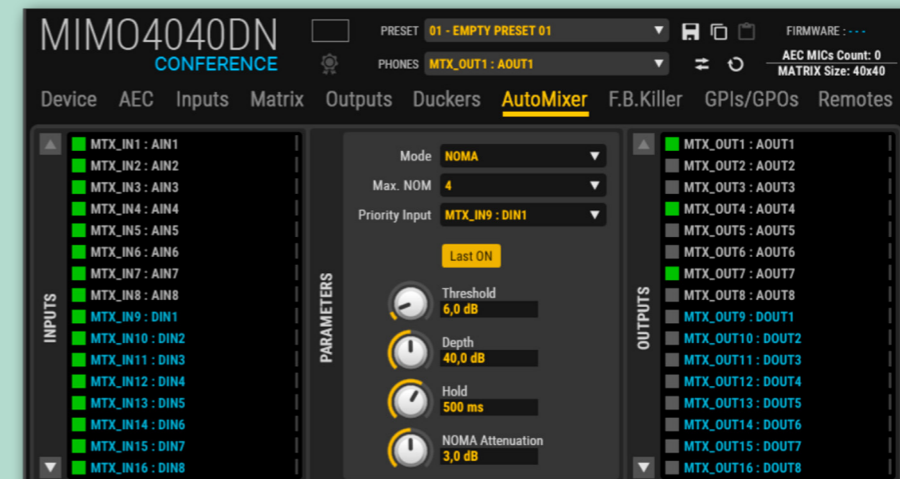 MIMO4040DN
CONFERENCE
PRESET 01 - EMPTY PRESET 01
PHONES MTX_OUT1 : AOUT1
FIRMWARE : - - -
AEC MICs Count: 0
MATRIX Size: 40x40
Device AEC Inputs Matrix Outputs Duckers AutoMixer F.B.Killer GPIs/GPOs Remotes
INPUTS
MTX_IN1 : AIN1
MTX_IN2 : AIN2
MTX_IN3 : AIN3
MTX_IN4 : AIN4
MTX_IN5 : AIN5
MTX_IN6 : AIN6
MTX_IN7 : AIN7
MTX_IN8 : AIN8
MTX_IN9 : DIN1
MTX_IN10 : DIN2
MTX_IN11 : DIN3
MTX_IN12 : DIN4
MTX_IN13 : DIN5
MTX_IN14 : DIN6
MTX_IN15 : DIN7
MTX_IN16 : DIN8
PARAMETERS
Mode NOMA
Max. NOM 4
Priority Input MTX_IN9 : DIN1
Last ON
Threshold
6,0 dB
Depth
40,0 dB
Hold
500 ms
NOMA Attenuation
3,0 dB
OUTPUTS
MTX_OUT1 : AOUT1
MTX_OUT2 : AOUT2
MTX_OUT3 : AOUT3
MTX_OUT4 : AOUT4
MTX_OUT5 : AOUT5
MTX_OUT6 : AOUT6
MTX_OUT7 : AOUT7
MTX_OUT8 : AOUT8
MTX_OUT9 : DOUT1
MTX_OUT10 : DOUT2
MTX_OUT11 : DOUT3
MTX_OUT12 : DOUT4
MTX_OUT13 : DOUT5
MTX_OUT14 : DOUT6
MTX_OUT15 : DOUT7
MTX_OUT16 : DOUT8